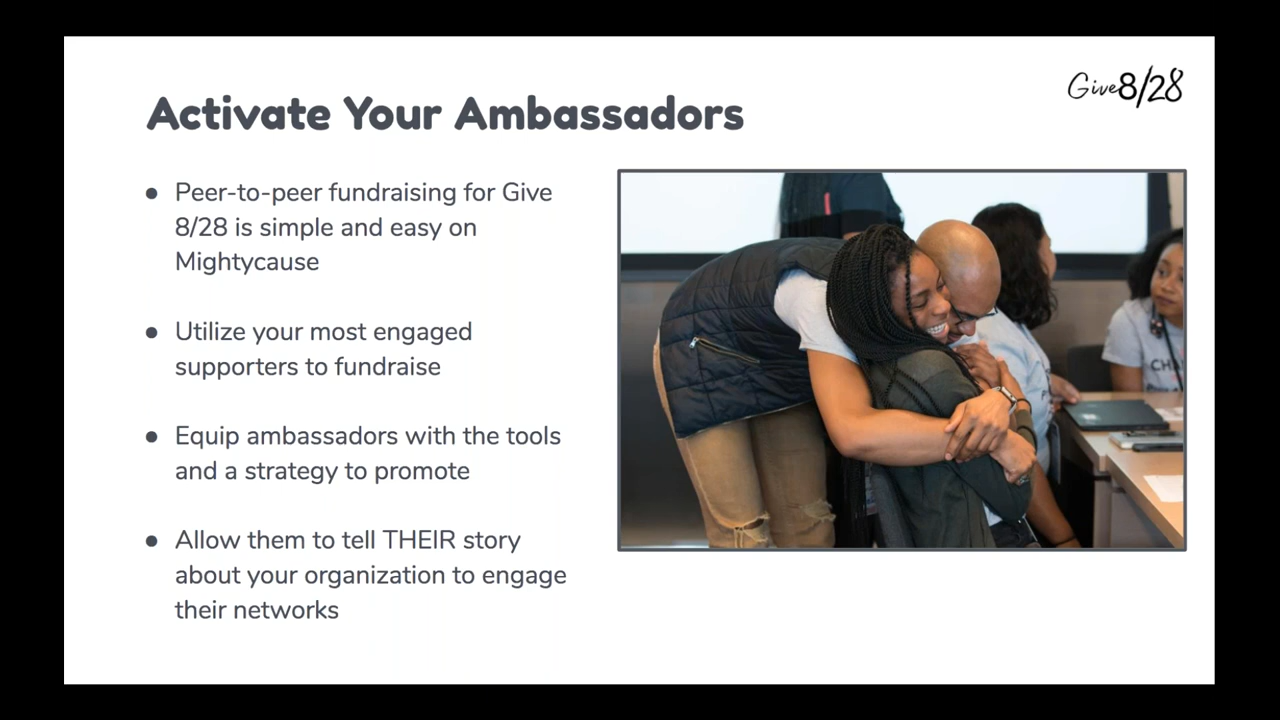 Give8/28
Activate Your Ambassadors
● Peer-to-peer fundraising for Give
8/28 is simple and easy on
Mightycause
● Utilize your most engaged
supporters to fundraise
● Equip ambassadors with the tools
and a strategy to promote
● Allow them to tell THEIR story
about your organization to engage
their networks